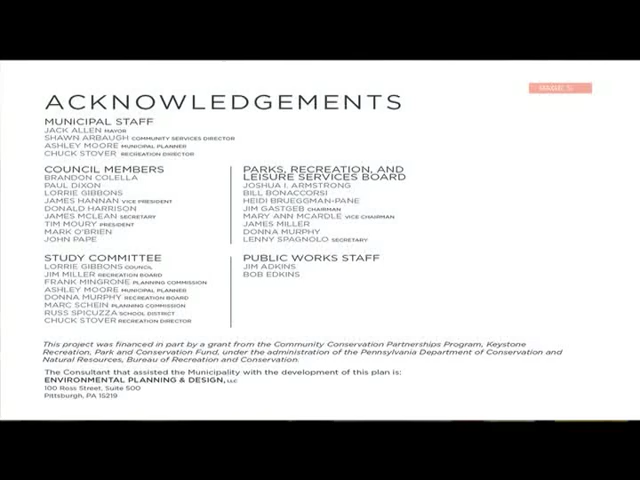 PAGE 5
ACKNOWLEDGEMENTS
MUNICIPAL STAFF
JACK ALLEN MAYOR
SHAWN ARBAUGH COMMUNITY SERVICES DIRECTOR
ASHLEY MOORE MUNICIPAL PLANNER
CHUCK STOVER RECREATION DIRECTOR
COUNCIL MEMBERS
BRANDON COLELLA
PAUL DIXON
LORRIE GIBBONS
JAMES HANNAN VICE PRESIDENT
DONALD HARRISON
JAMES MCLEAN SECRETARY
TIM MOURY PRESIDENT
MARK O'BRIEN
JOHN PAPE
PARKS, RECREATION, AND
LEISURE SERVICES BOARD
JOSHUA I. ARMSTRONG
BILL BONACCORSI
HEIDI BRUEGGMAN-PANE
JIM GASTGEB CHAIRMAN
MARY ANN MCARDLE VICE CHAIRMAN
JAMES MILLER
DONNA MURPHY
LENNY SPAGNOLO SECRETARY
STUDY COMMITTEE
LORRIE GIBBONS COUNCIL
JIM MILLER RECREATION BOARD
FRANK MINGRONE PLANNING COMMISSION
ASHLEY MOORE MUNICIPAL PLANNER
DONNA MURPHY RECREATION BOARD
MARC SCHEIN PLANNING COMMISSION
RUSS SPICUZZA SCHOOL DISTRICT
CHUCK STOVER RECREATION DIRECTOR
PUBLIC WORKS STAFF
JIM ADKINS
BOB EDKINS
This project was financed in part by a grant from the Community Conservation Partnerships Program, Keystone
Recreation, Park and Conservation Fund, under the administration of the Pennsylvania Department of Conservation and
Natural Resources, Bureau of Recreation and Conservation.
The Consultant that assisted the Municipality with the development of this plan is:
ENVIRONMENTAL PLANNING & DESIGN, LLC
100 Ross Street, Suite 500
Pittsburgh, PA 15219